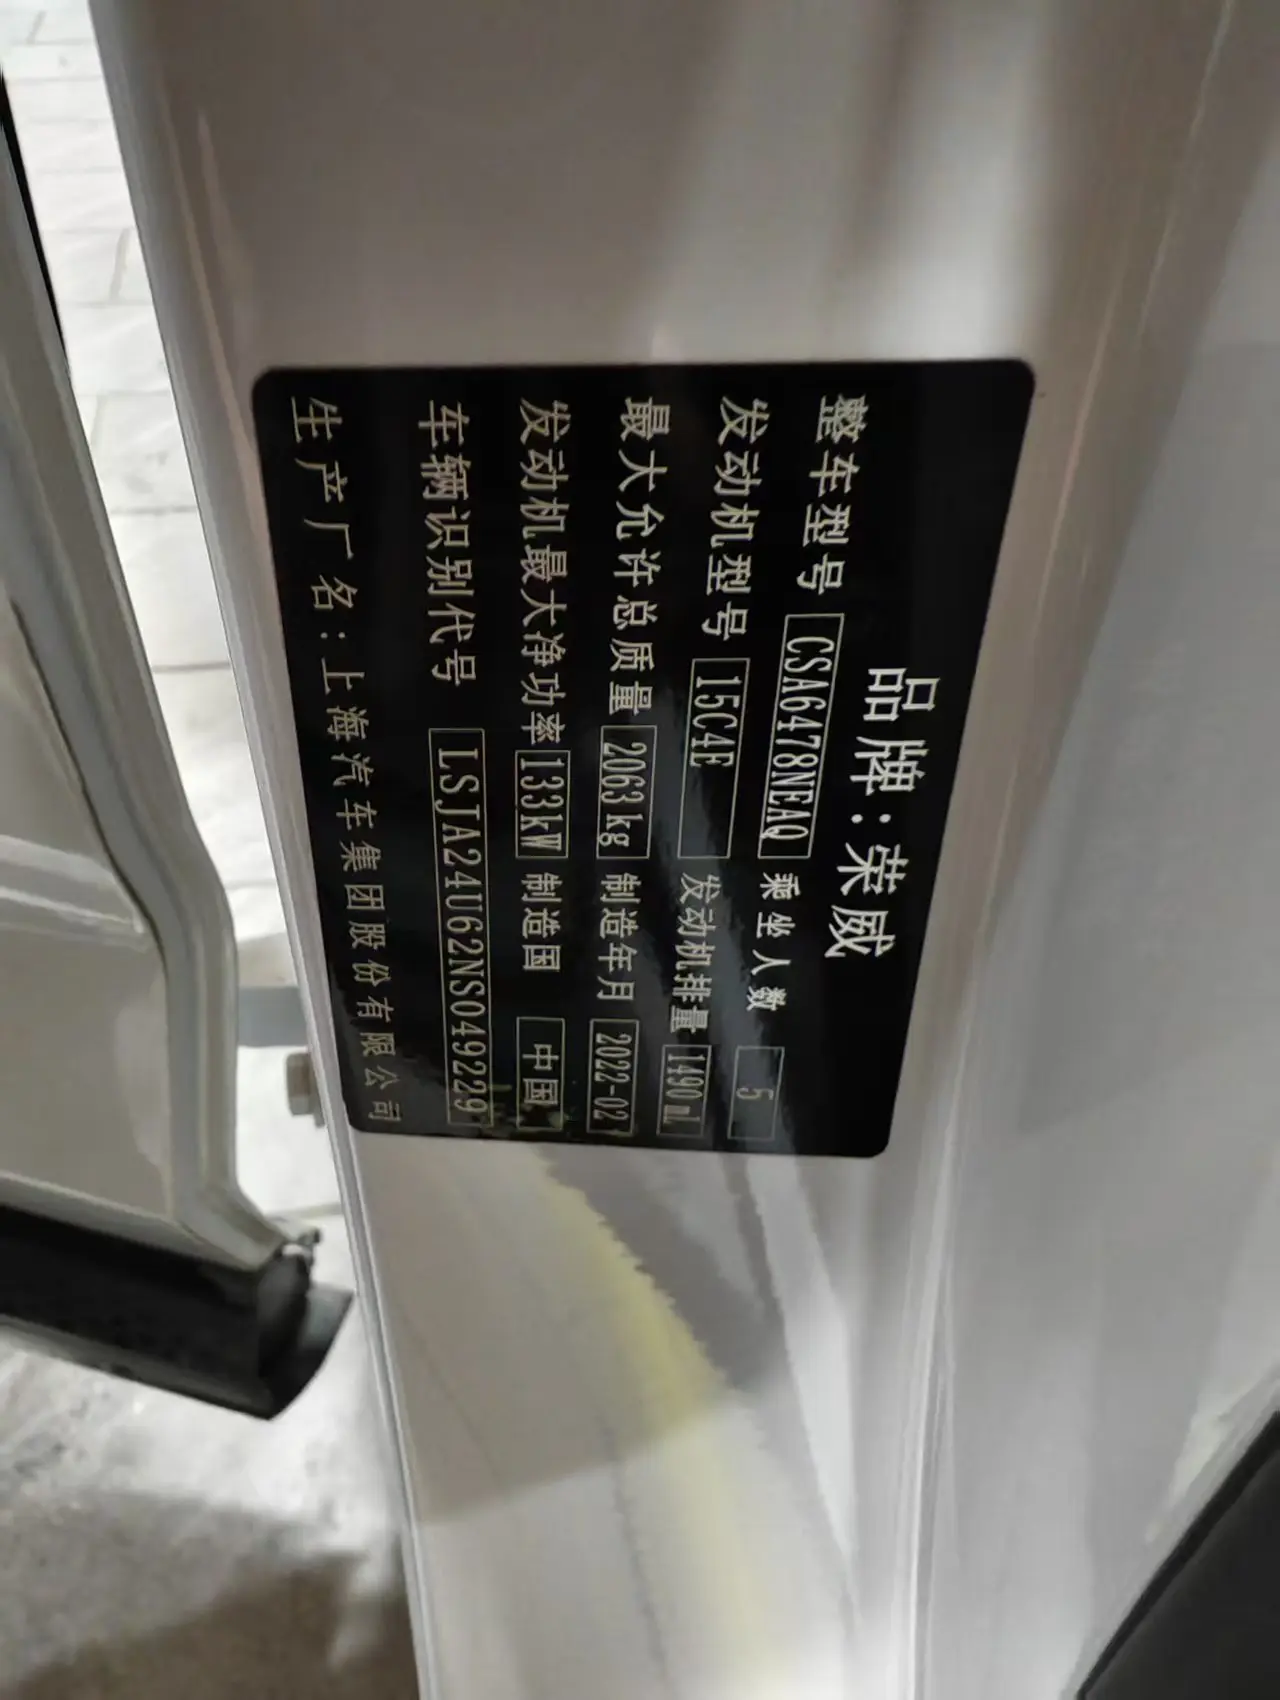 品牌：荣威
整车型号 CSA6478NEAQ 乘坐人数 5
发动机型号 15C4E 发动机排量 1490mL
最大允许总质量 2063kg 制造年月 2022-02
发动机最大净功率 133kW 制造国 中国
车辆识别代号 LSJA24U62NS049229
生产厂名：上海汽车集团股份有限公司